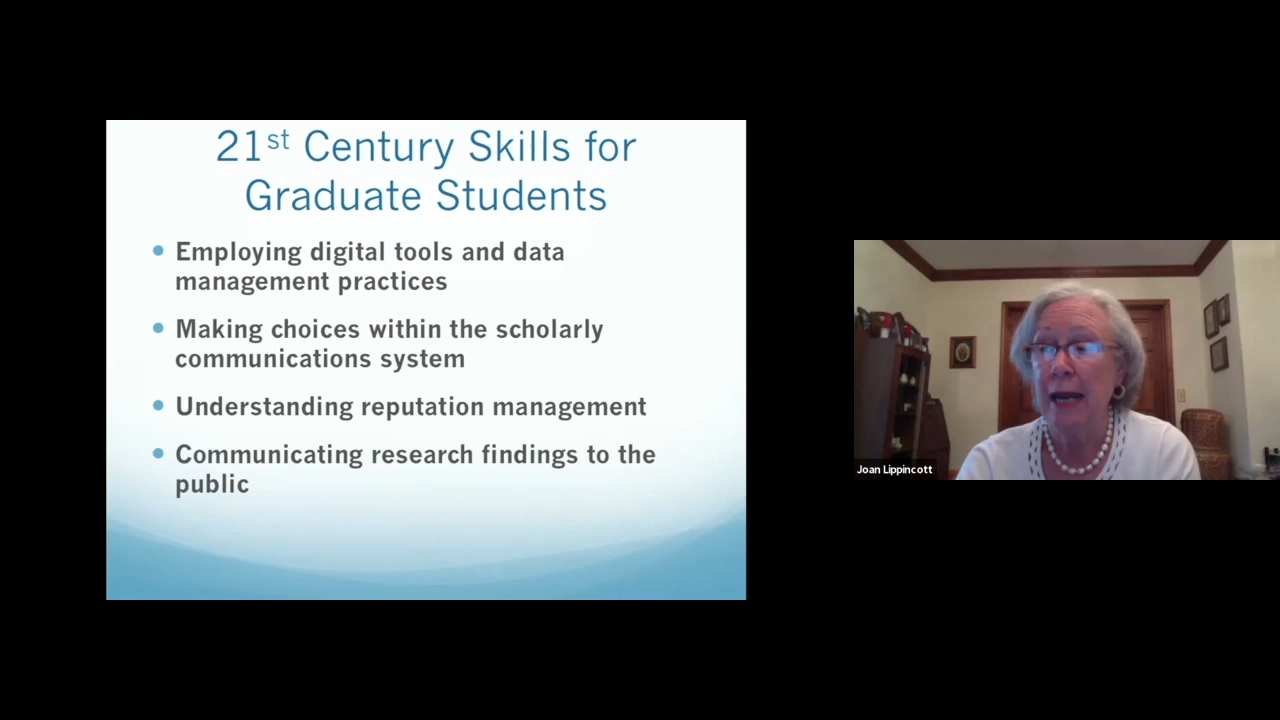 21st Century Skills for
Graduate Students
• Employing digital tools and data
management practices
• Making choices within the scholarly
communications system
• Understanding reputation management
• Communicating research findings to the
public
Joan Lippincott